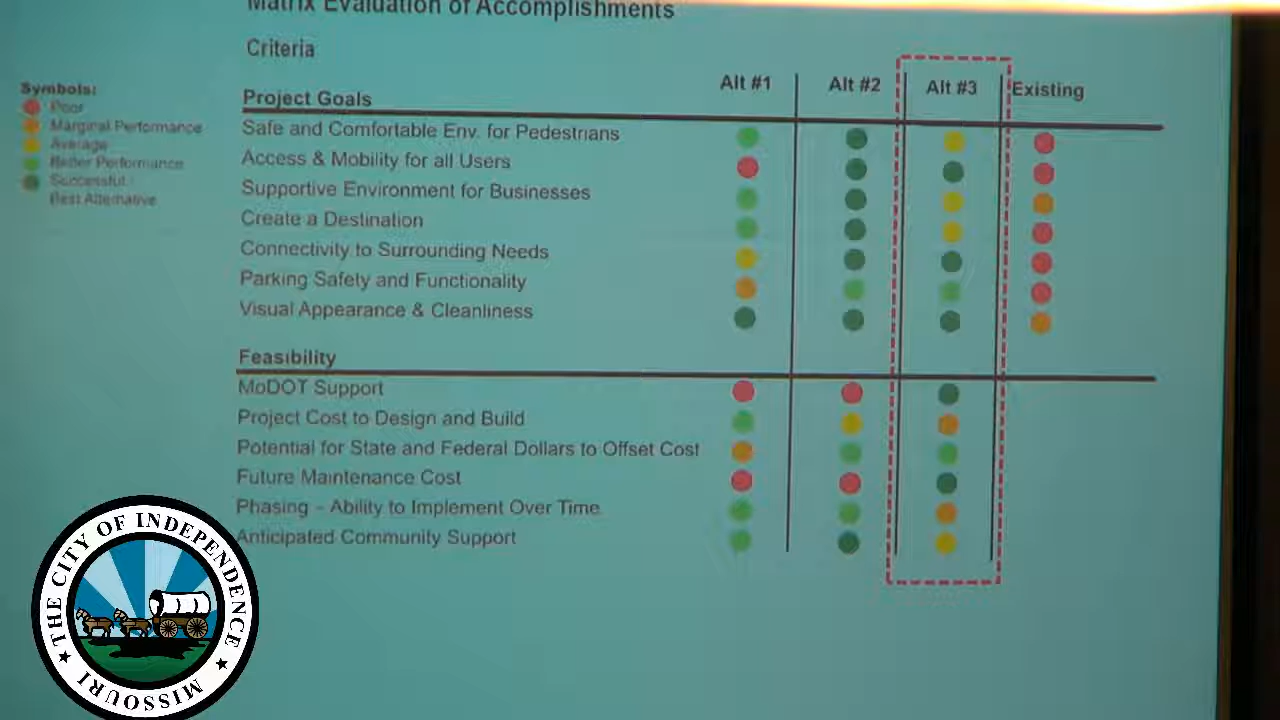 Matrix Evaluation of Accomplishments
Criteria
Symbols:
Poor
Marginal Performance
Average
Better Performance
Successful
Best Alternative
Project Goals
Alt #1
Alt #2
Alt #3
Existing
Safe and Comfortable Env. for Pedestrians
Access & Mobility for all Users
Supportive Environment for Businesses
Create a Destination
Connectivity to Surrounding Needs
Parking Safety and Functionality
Visual Appearance & Cleanliness
Feasibility
MoDOT Support
Project Cost to Design and Build
Potential for State and Federal Dollars to Offset Cost
Future Maintenance Cost
Phasing – Ability to Implement Over Time
Anticipated Community Support
THE CITY OF INDEPENDENCE
MISSOURI